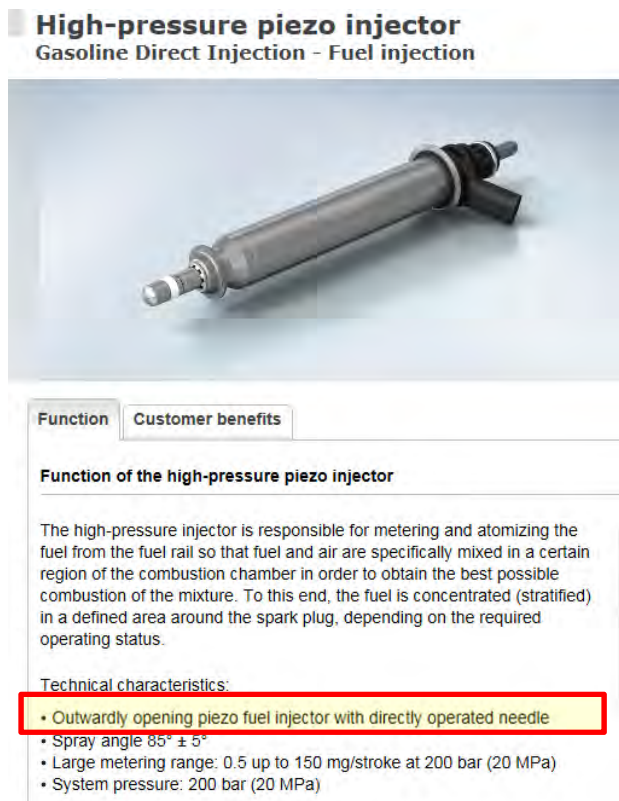 High-pressure piezo injector
Gasoline Direct Injection - Fuel injection
Function
Customer benefits
Function of the high-pressure piezo injector
The high-pressure injector is responsible for metering and atomizing the
fuel from the fuel rail so that fuel and air are specifically mixed in a certain
region of the combustion chamber in order to obtain the best possible
combustion of the mixture. To this end, the fuel is concentrated (stratified)
in a defined area around the spark plug, depending on the required
operating status.
Technical characteristics:
• Outwardly opening piezo fuel injector with directly operated needle
• Spray angle 85° ± 5°
• Large metering range: 0.5 up to 150 mg/stroke at 200 bar (20 MPa)
• System pressure: 200 bar (20 MPa)